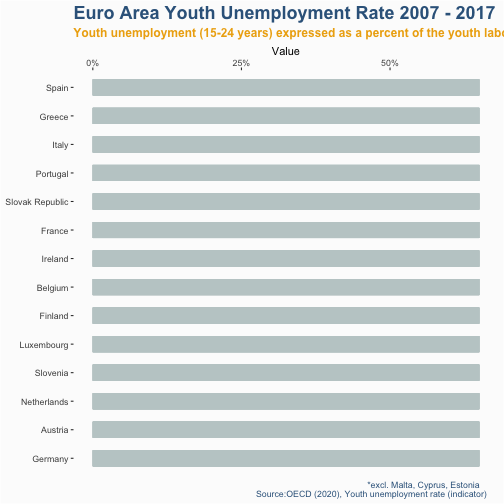 Euro Area Youth Unemployment Rate 2007 - 2017
Youth unemployment (15-24 years) expressed as a percent of the youth
Value
0% 25% 50%
Spain
Greece
Italy
Portugal
Slovak Republic
France
Ireland
Belgium
Finland
Luxembourg
Slovenia
Netherlands
Austria
Germany
*excl. Malta, Cyprus, Estonia
Source:OECD (2020), Youth unemployment rate (indicator)